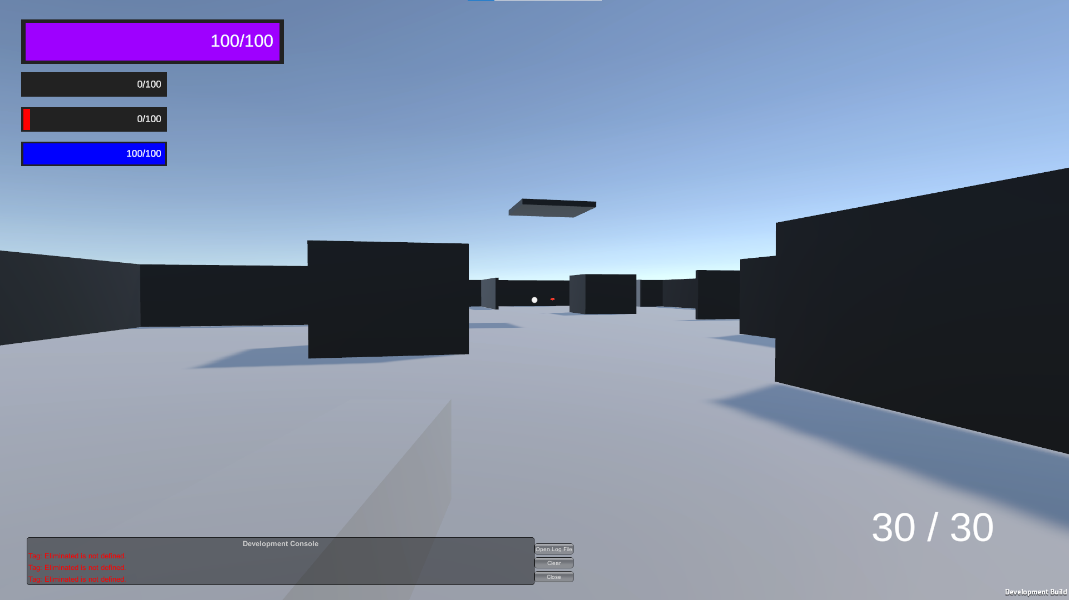 100/100
0/100
0/100
100/100
30 / 30
Development Console
Tag: Eliminated is not defined.
Tag: Eliminated is not defined.
Tag: Eliminated is not defined.
Open Log File
Clear
Close
Development Build